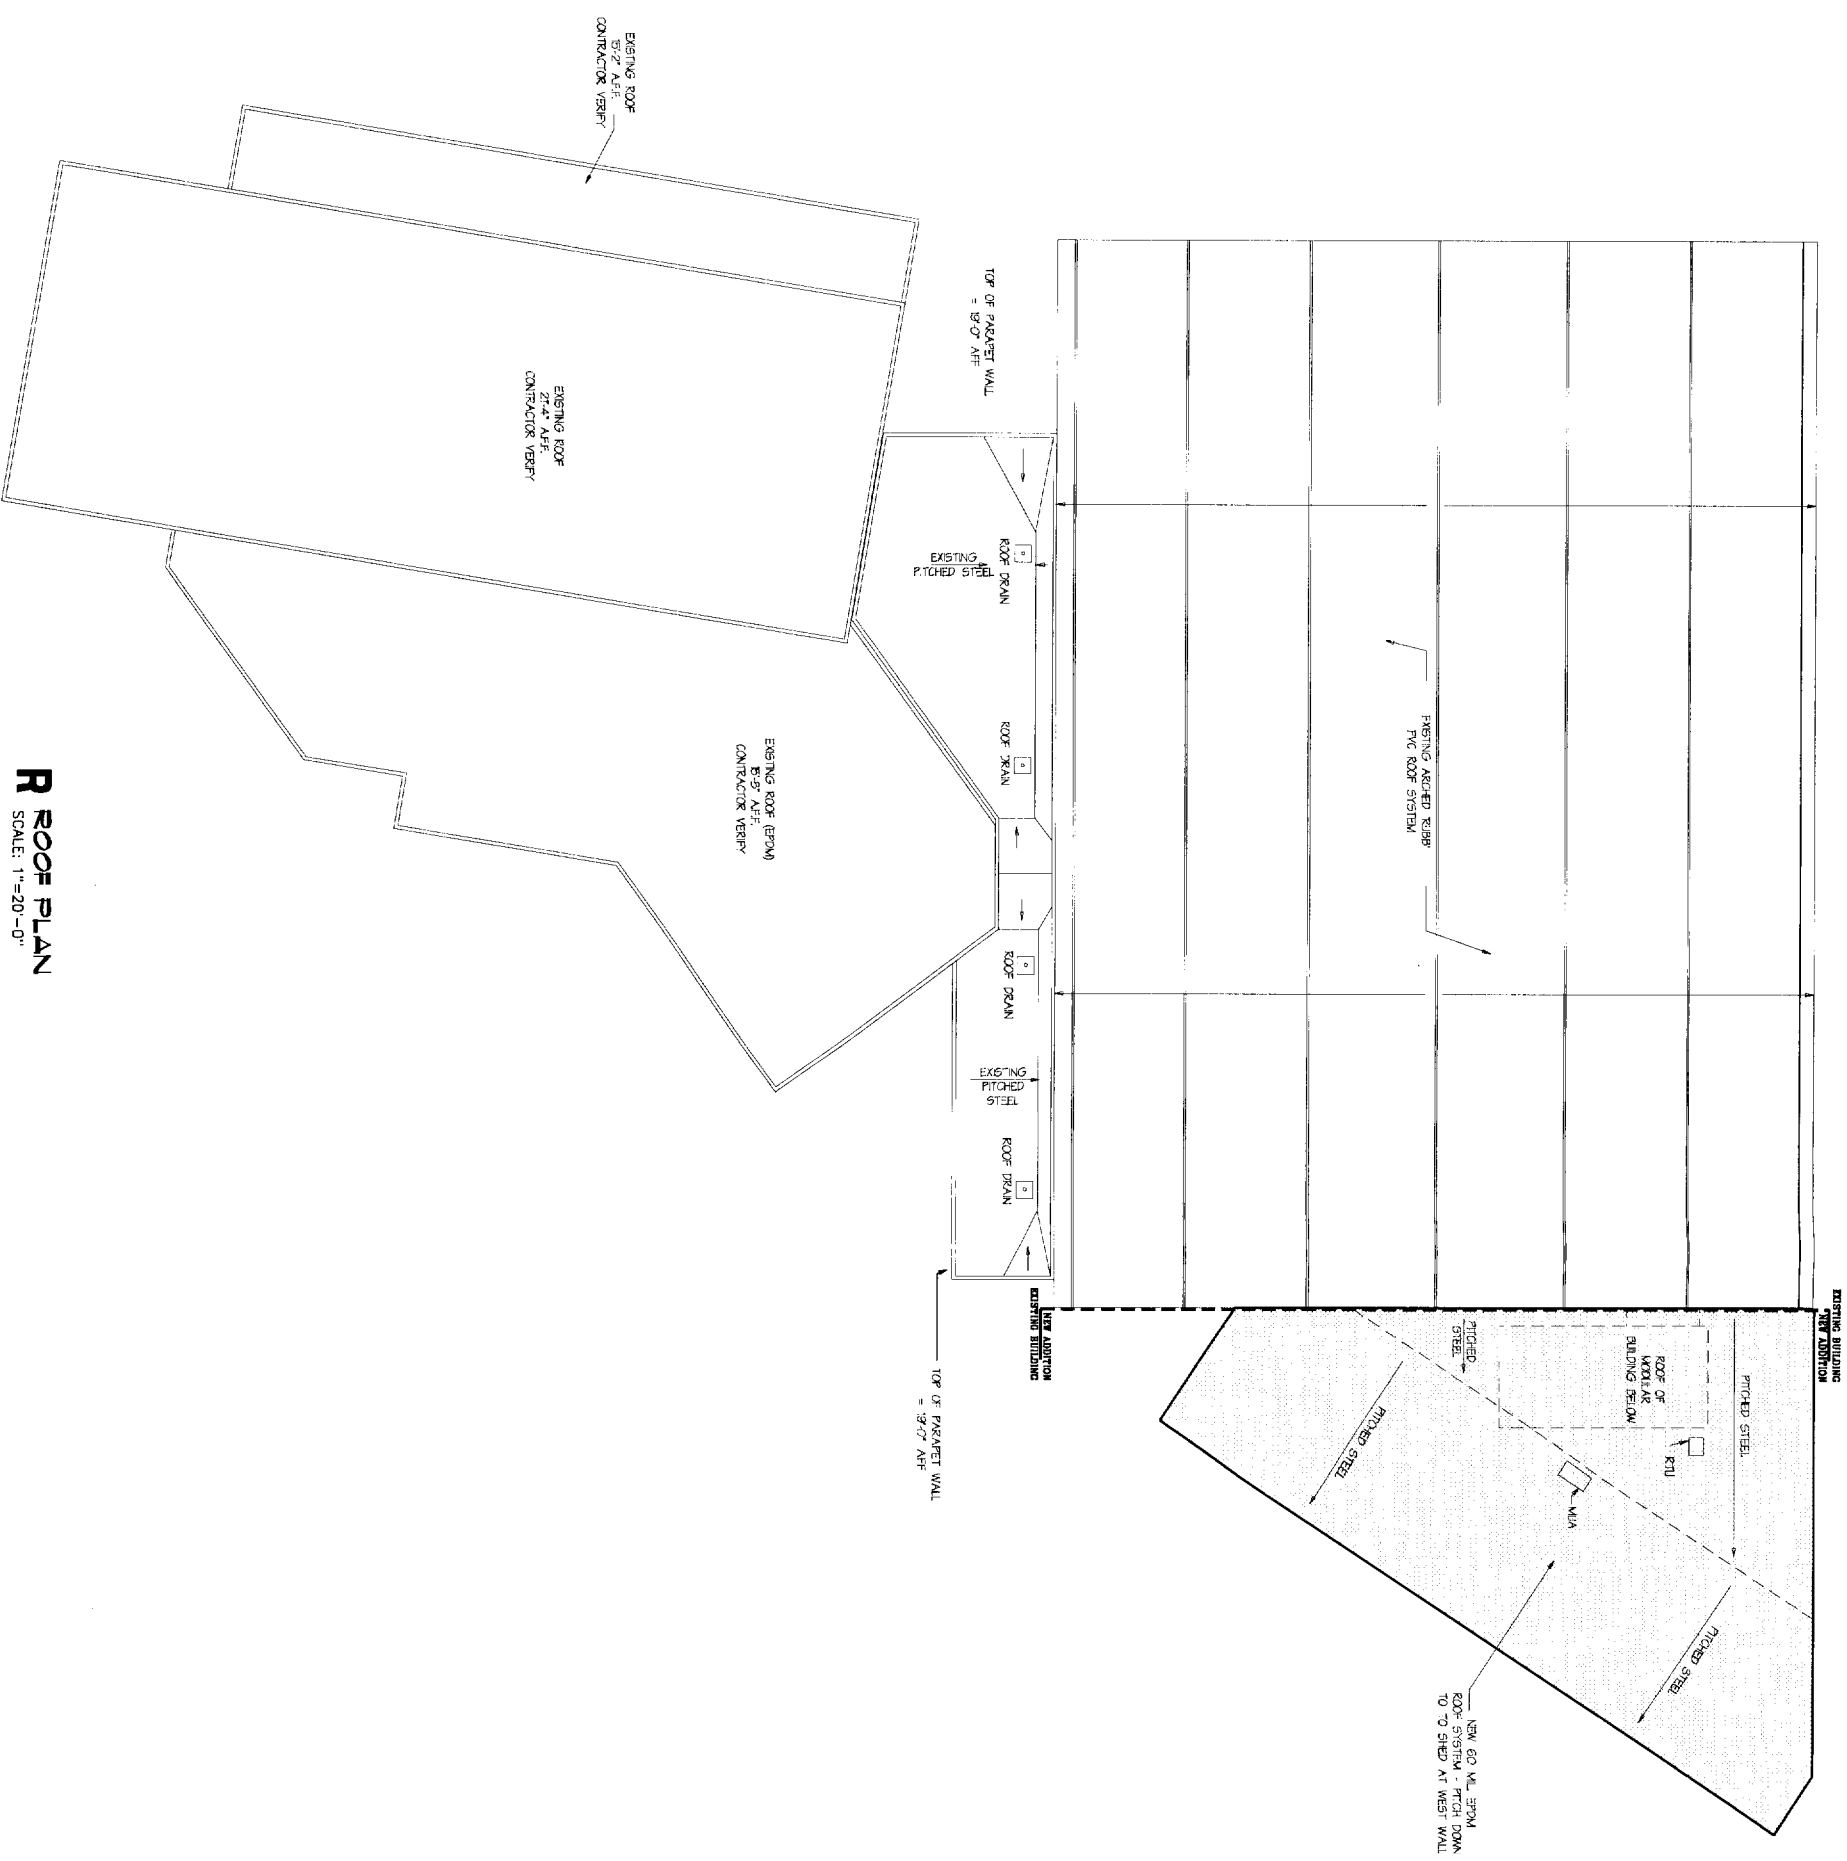 EXISTING ROOF
15'-2" A.F.F.
CONTRACTOR VERIFY
EXISTING ROOF
21'-4" A.F.F.
CONTRACTOR VERIFY
EXISTING ROOF (EPDM)
CONTRACTOR VERIFY
TOP OF PARAPET WALL
= 19'-0" AFF
ROOF DRAIN
EXISTING
PITCHED STEEL
ROOF DRAIN
ROOF DRAIN
EXISTING
PITCHED
STEEL
ROOF DRAIN
TOP OF PARAPET WALL
= 19'-0" AFF
EXISTING ARCHED
PVC ROOF SYSTEM
NEW ADDITION
EXISTING BUILDING
EXISTING BUILDING
NEW ADDITION
PITCHED
STEEL
ROOF OF
MODULAR
BUILDING BELOW
PITCHED STEEL
RTU
PITCHED STEEL
MUA
PITCHED STEEL
NEW 60 MIL EPDM
ROOF SYSTEM - PITCH DOWN
TO TO SHED AT WEST WALL
R ROOF PLAN
SCALE: 1"=20'-0"